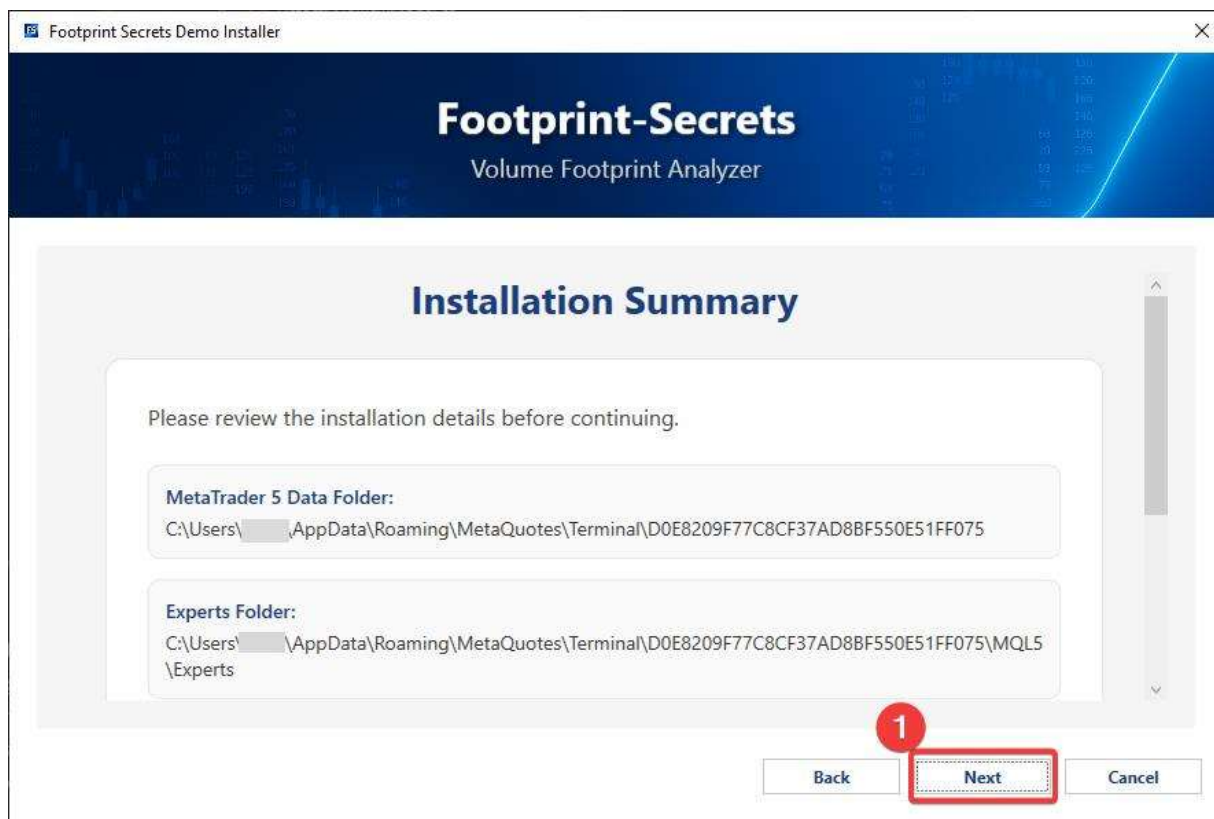 Footprint Secrets Demo Installer
Footprint-Secrets
Volume Footprint Analyzer
Installation Summary
Please review the installation details before continuing.
MetaTrader 5 Data Folder:
C:\Users\ \AppData\Roaming\MetaQuotes\Terminal\D0E8209F77C8CF37AD8BF550E51FF075
Experts Folder:
C:\Users\ \AppData\Roaming\MetaQuotes\Terminal\D0E8209F77C8CF37AD8BF550E51FF075\MQL5
\Experts
1
Back Next Cancel